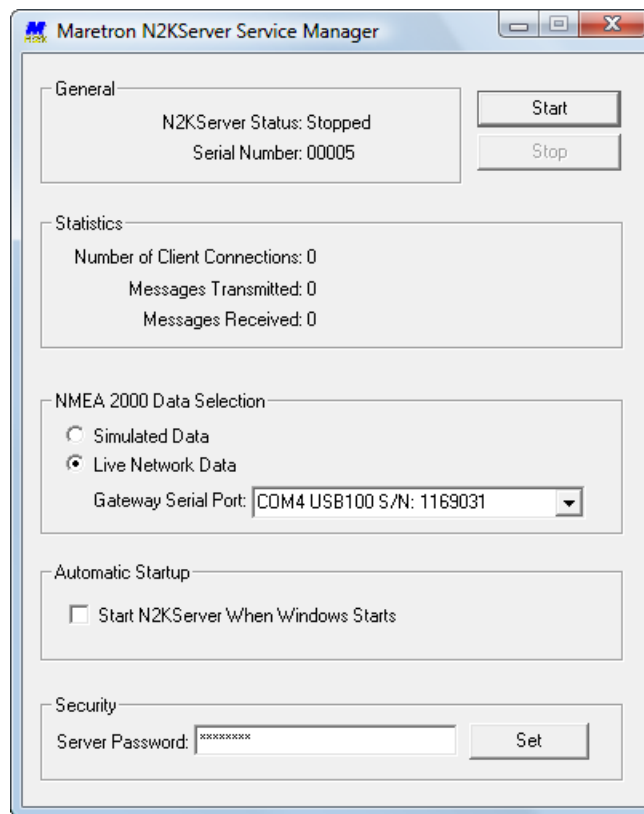 Maretron N2KServer Service Manager
General
N2KServer Status: Stopped
Serial Number: 00005
Start
Stop
Statistics
Number of Client Connections: 0
Messages Transmitted: 0
Messages Received: 0
NMEA 2000 Data Selection
Simulated Data
Live Network Data
Gateway Serial Port: COM4 USB100 S/N: 1169031
Automatic Startup
Start N2KServer When Windows Starts
Security
Server Password: ********
Set